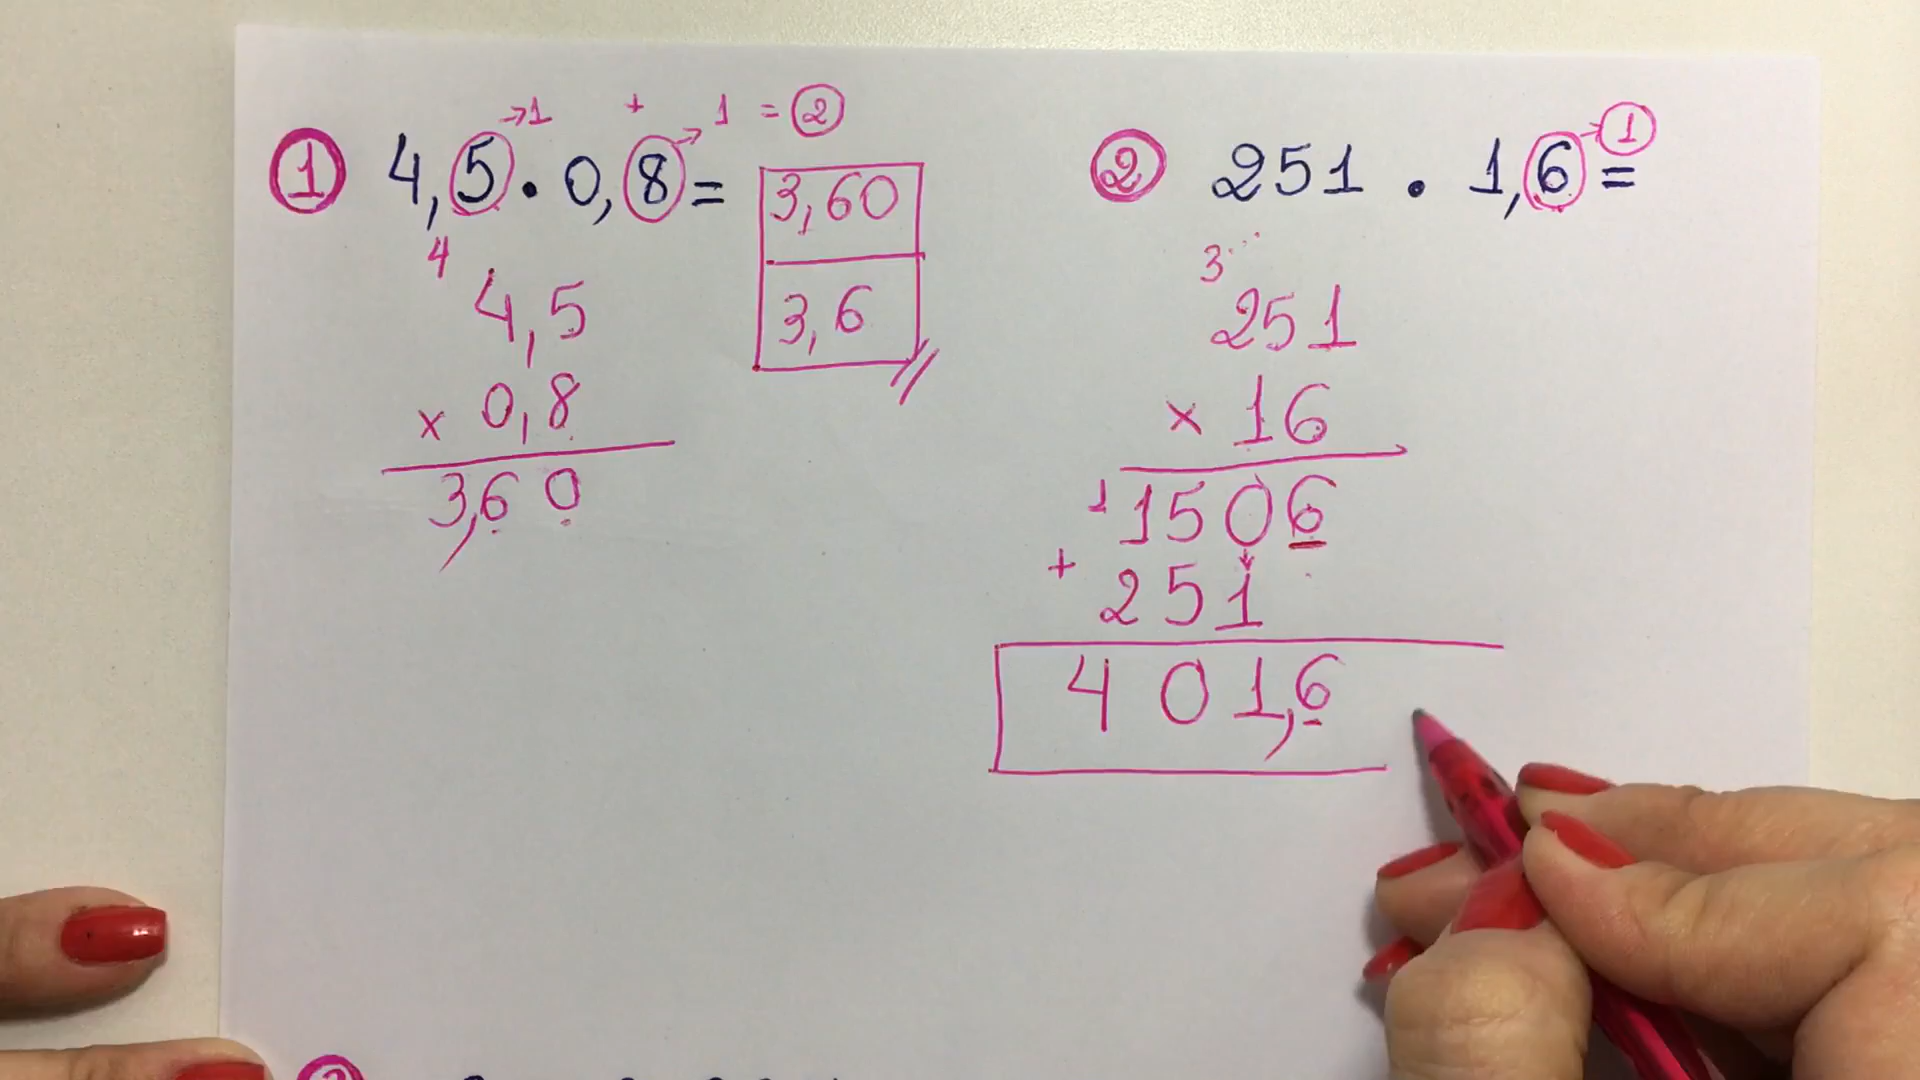 →1 + → 1 = 2
1 4,5 . 0,8 =
3,60
3,6
4
4,5
x 0,8
3,60
→1
2 251 . 1,6 =
3
251
x 16
1
1506
+ 251
401,6